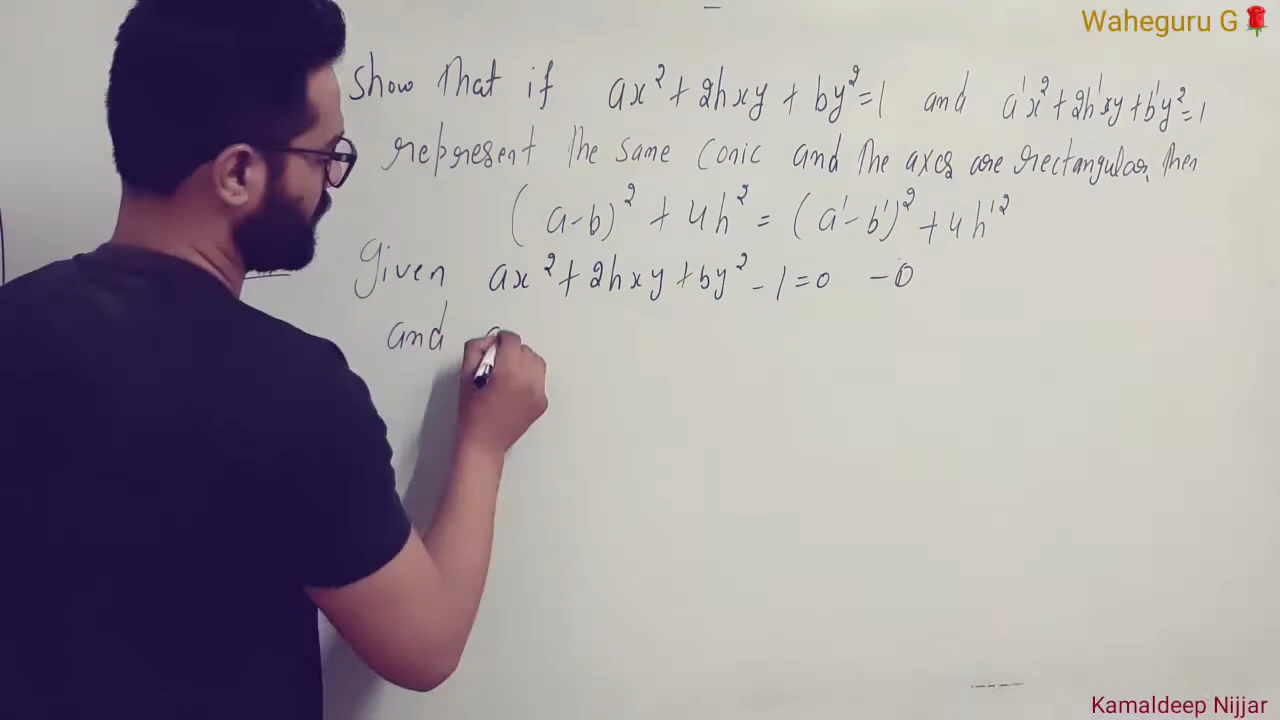 Waheguru G🌹
Show that if ax² + 2hxy + by² = 1 and a'x² + 2h'xy + b'y² = 1
represent the same conic and the axes are rectangular, then
(a-b)² + 4h² = (a'-b')² + 4h'²
Given ax² + 2hxy + by² - 1 = 0 -0
and
Kamaldeep Nijjar